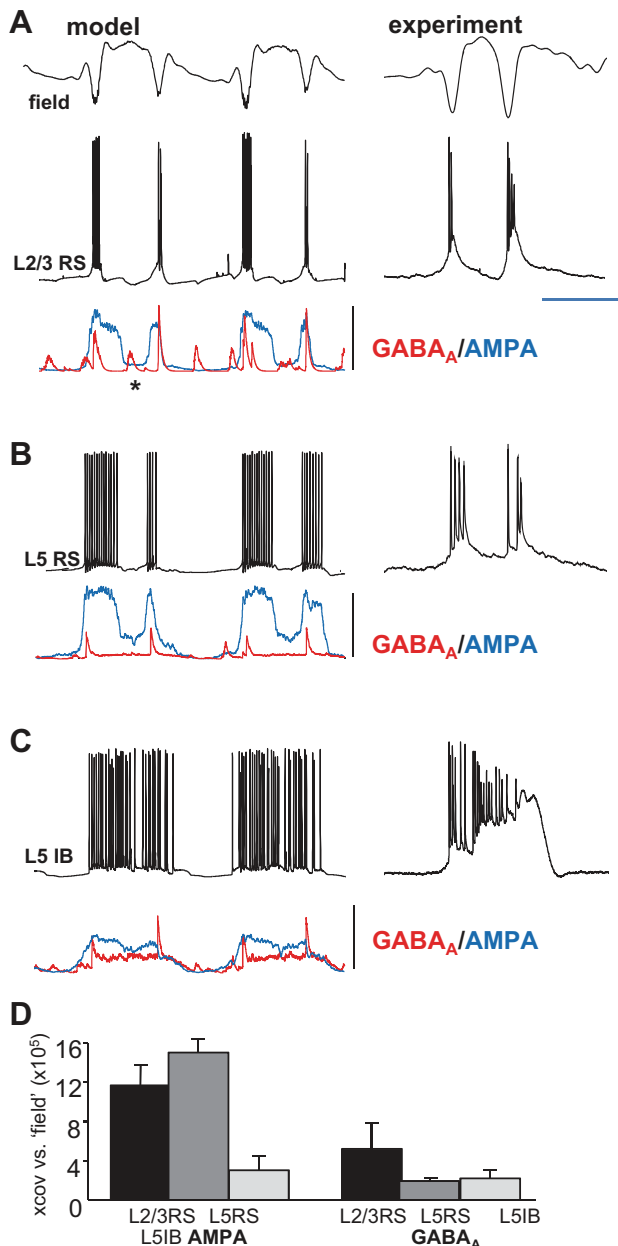 A
model
experiment
field
L2/3 RS
GABAA/AMPA
*
B
L5 RS
GABAA/AMPA
C
L5 IB
GABAA/AMPA
D
xcov vs. 'field' (x10⁵)
16
12
8
4
0
L2/3RS L5RS L2/3RS L5RS L5IB
L5IB AMPA GABAA